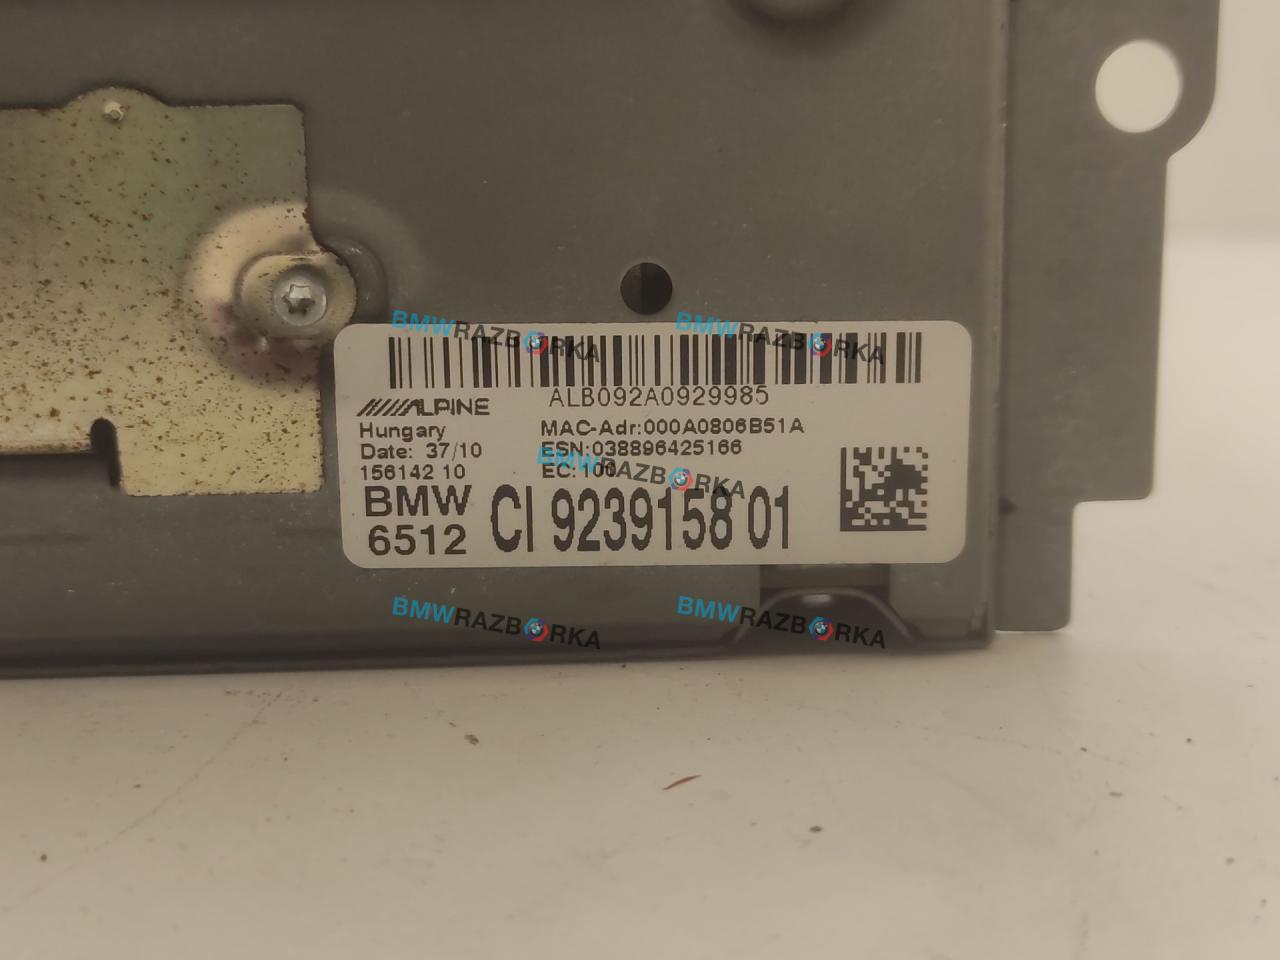 BMWRAZBORKA BMWRAZBORKA
ALB092A0929985
ALPINE
Hungary MAC-Adr:000A0806B51A
Date: 37/10 ESN:038896425166
156142 10 EC:100
BMWRAZBORKA
BMW
6512 CI 9239158 01
BMWRAZBORKA BMWRAZBORKA